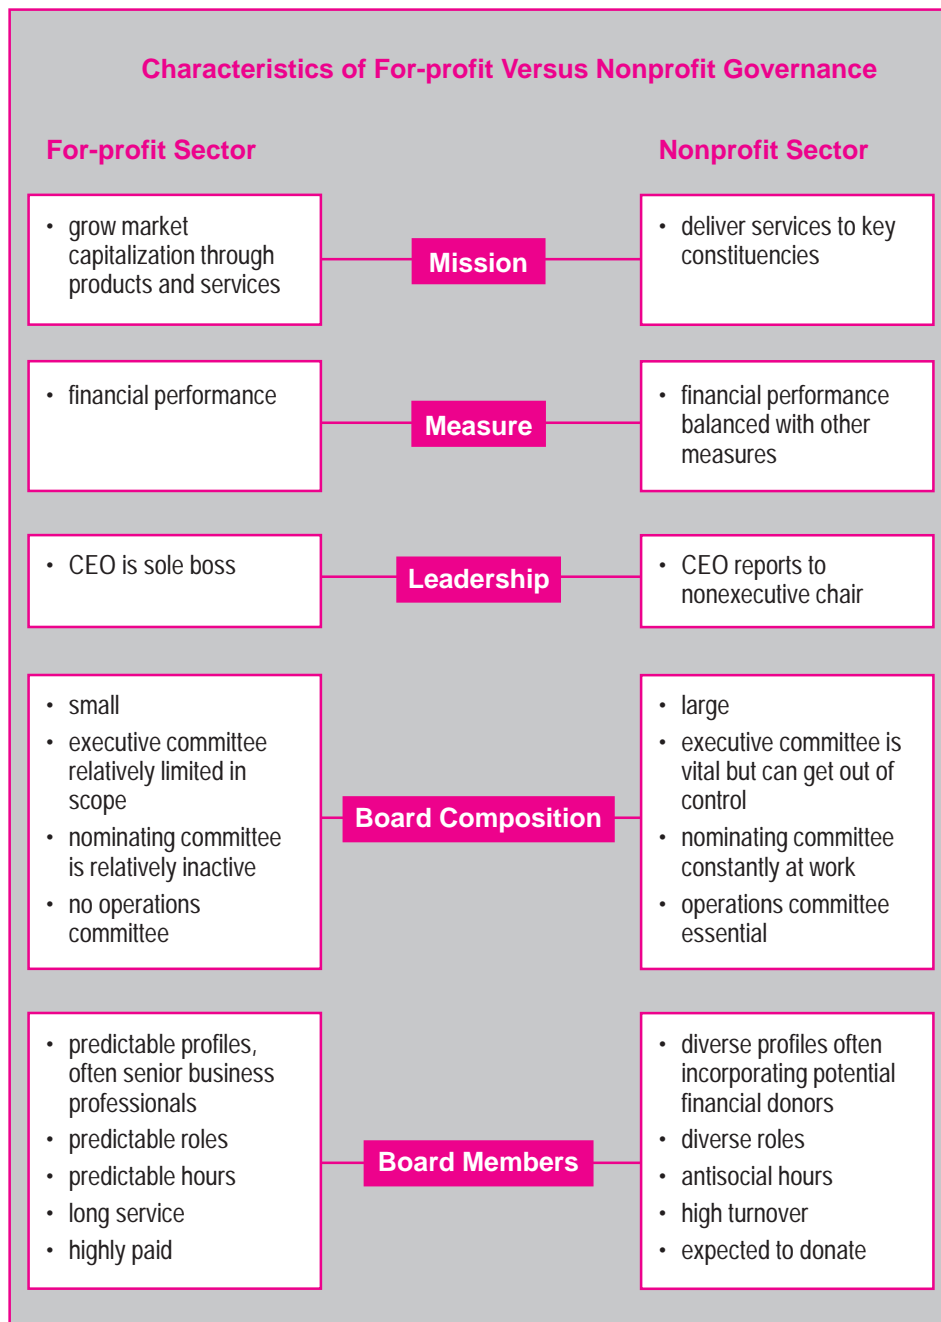 Characteristics of For-profit Versus Nonprofit Governance
For-profit Sector
Nonprofit Sector
• grow market
capitalization through
products and services
Mission
• deliver services to key
constituencies
• financial performance
Measure
• financial performance
balanced with other
measures
• CEO is sole boss
Leadership
• CEO reports to
nonexecutive chair
• small
• executive committee
relatively limited in
scope
• nominating committee
is relatively inactive
• no operations
committee
Board Composition
• large
• executive committee is
vital but can get out of
control
• nominating committee
constantly at work
• operations committee
essential
• predictable profiles,
often senior business
professionals
• predictable roles
• predictable hours
• long service
• highly paid
Board Members
• diverse profiles often
incorporating potential
financial donors
• diverse roles
• antisocial hours
• high turnover
• expected to donate